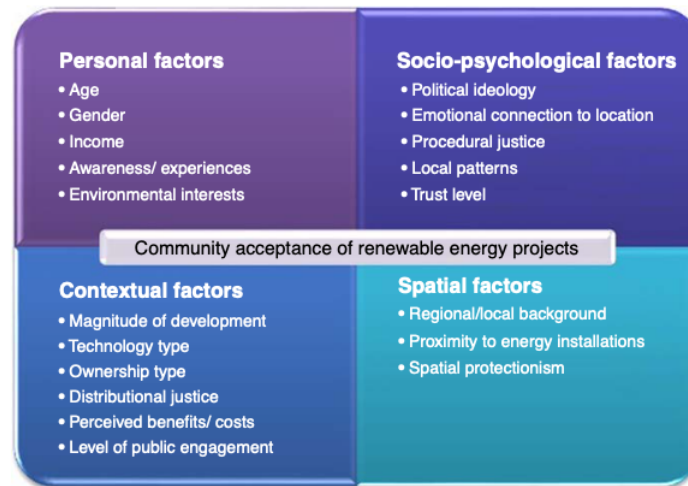 Personal factors
• Age
• Gender
• Income
• Awareness/ experiences
• Environmental interests
Socio-psychological factors
• Political ideology
• Emotional connection to location
• Procedural justice
• Local patterns
• Trust level
Community acceptance of renewable energy projects
Contextual factors
• Magnitude of development
• Technology type
• Ownership type
• Distributional justice
• Perceived benefits/ costs
• Level of public engagement
Spatial factors
• Regional/local background
• Proximity to energy installations
• Spatial protectionism